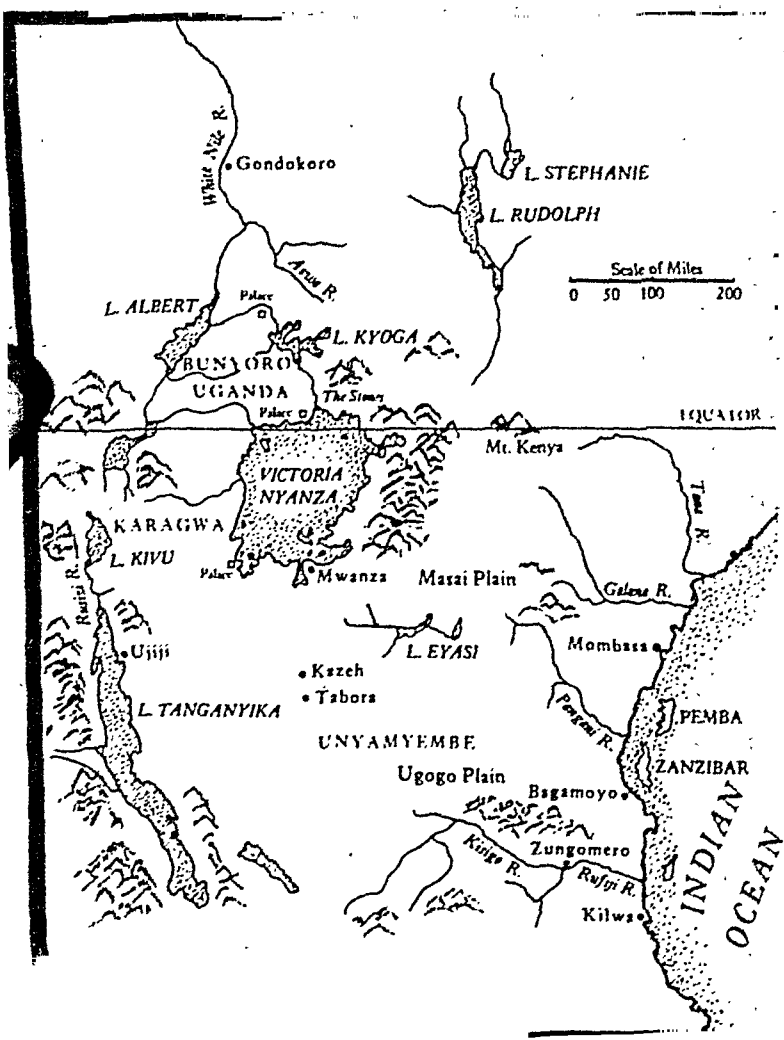 White Nile R.
Gondokoro
L. STEPHANIE
L. RUDOLPH
Aswa R.
Scale of Miles
0 50 100 200
L. ALBERT
Palace
L. KYOGA
BUNYORO
UGANDA
The Stones
Palace
EQUATOR
Mt. Kenya
VICTORIA
NYANZA
Tana R.
KARAGWA
L. KIVU
Palace
Mwanza
Masai Plain
Galana R.
Rusisi R.
Ujiji
L. EYASI
Mombasa
Kazeh
Tabora
L. TANGANYIKA
Pangani R.
PEMBA
UNYAMYEMBE
ZANZIBAR
Ugogo Plain
Bagamoyo
INDIAN
OCEAN
Zungomero
Kisigo R.
Rufiji R.
Kilwa